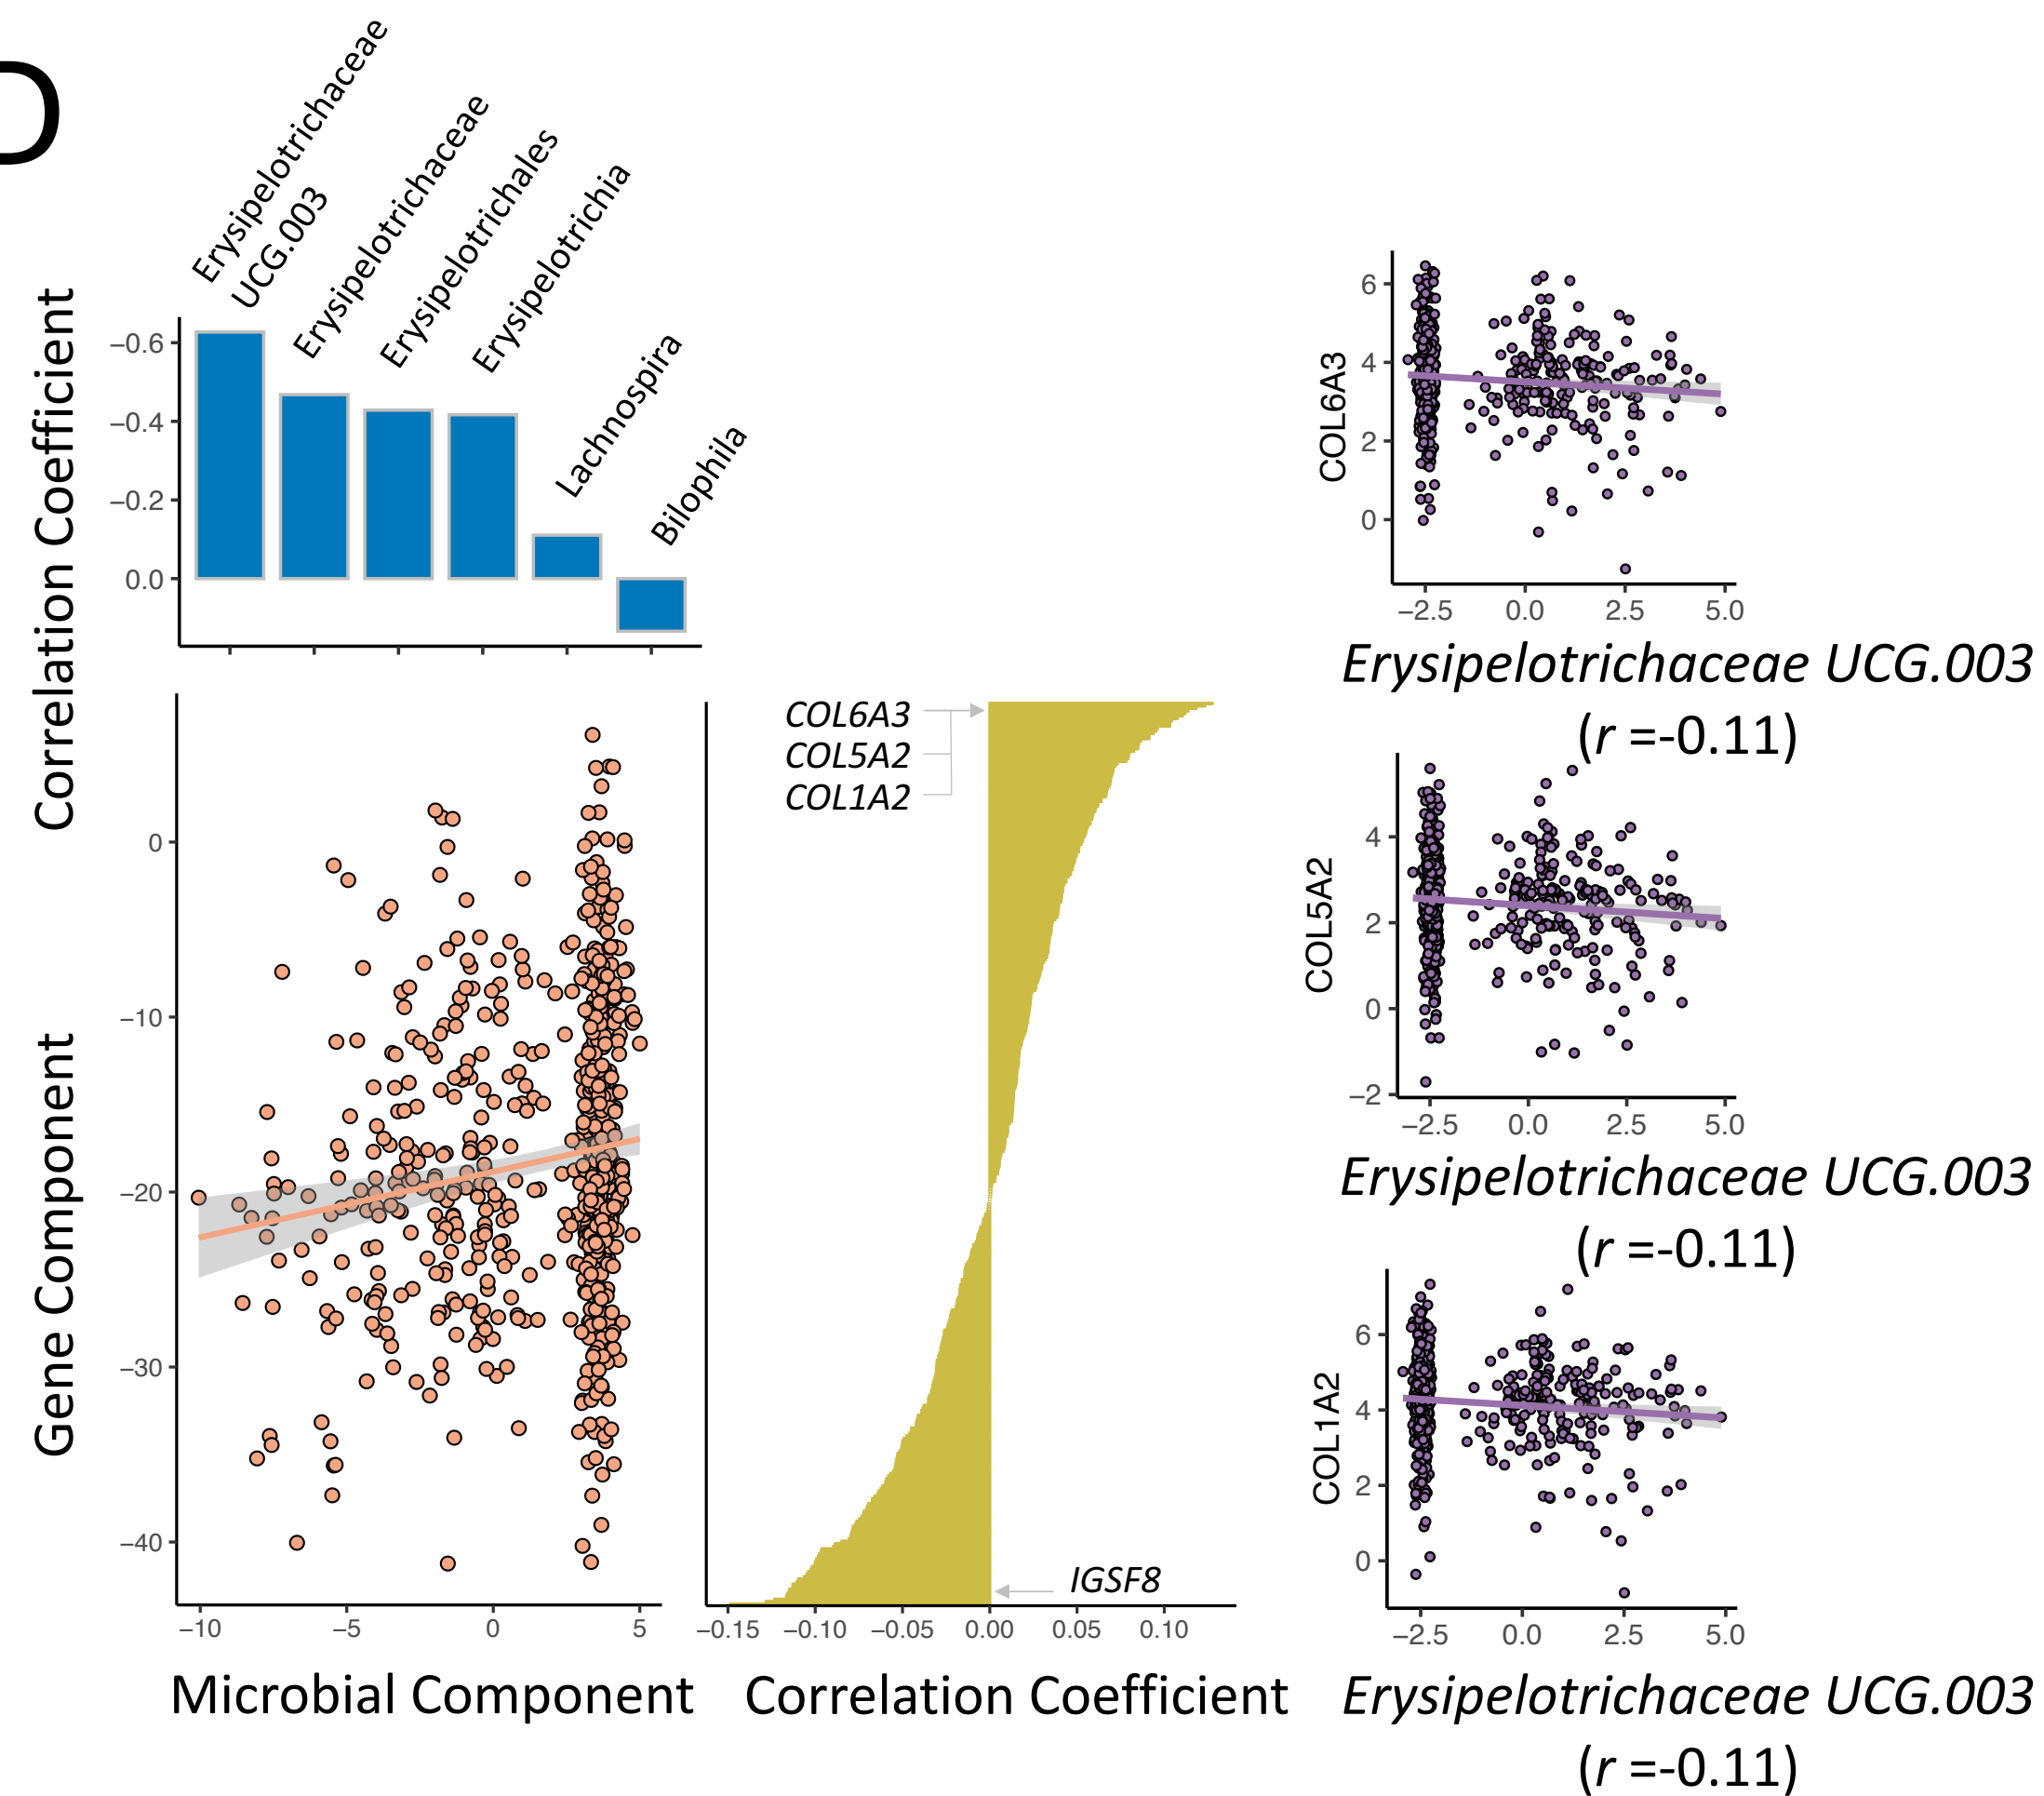 D
Erysipelotrichaceae
UCG.003
Erysipelotrichaceae
Erysipelotrichales
Erysipelotrichia
Lachnospira
Bilophila
Correlation Coefficient
−0.6
−0.4
−0.2
0.0
Gene Component
0
−10
−20
−30
−40
−10
−5
0
5
Microbial Component
COL6A3
COL5A2
COL1A2
IGSF8
−0.15
−0.10
−0.05
0.00
0.05
0.10
Correlation Coefficient
COL6A3
6
4
2
0
−2.5
0.0
2.5
5.0
Erysipelotrichaceae UCG.003
(r =-0.11)
COL5A2
4
2
0
−2
−2.5
0.0
2.5
5.0
Erysipelotrichaceae UCG.003
(r =-0.11)
COL1A2
6
4
2
0
−2.5
0.0
2.5
5.0
Erysipelotrichaceae UCG.003
(r =-0.11)